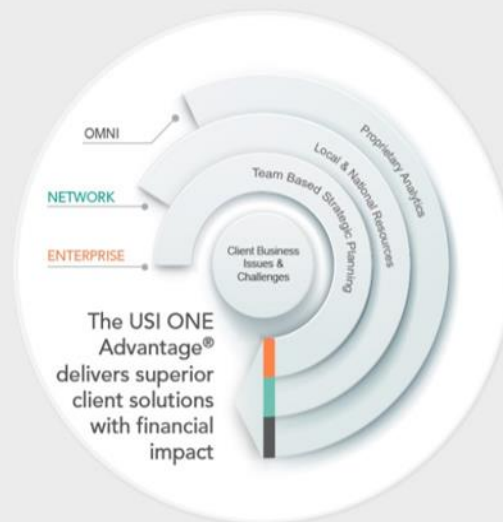 OMNI
Proprietary Analytics
NETWORK
Local & National Resources
ENTERPRISE
Team Based Strategic Planning
Client Business
Issues &
Challenges
The USI ONE
Advantage®
delivers superior
client solutions
with financial
impact